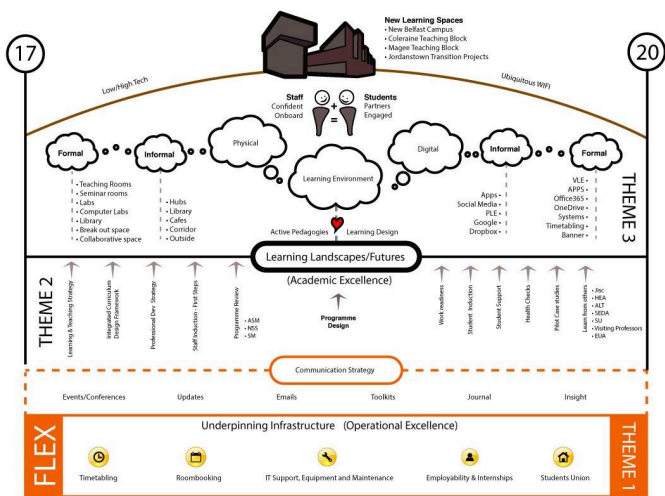 New Learning Spaces
• New Belfast Campus
• Coleraine Teaching Block
• Magee Teaching Block
• Jordanstown Transition Projects
17
20
Low/High Tech
Ubiquitous WIFI
Staff
Confident
Onboard
+
=
Students
Partners
Engaged
Formal
Informal
Physical
Learning Environment
Digital
Informal
Formal
• Teaching Rooms
• Seminar rooms
• Labs
• Computer Labs
• Library
• Break out space
• Collaborative space
• Hubs
• Library
• Cafes
• Corridor
• Outside
Apps •
Social Media •
PLE •
Google •
Dropbox •
VLE •
APPS •
Office365 •
OneDrive •
Systems •
Timetabling •
Banner •
THEME 3
Active Pedagogies
Learning Design
Learning Landscapes/Futures
(Academic Excellence)
THEME 2
Learning & Teaching Strategy
Integrated Curriculum
Design Framework
Professional Dev Strategy
Staff Induction - First Steps
Programme Review
• ASM
• NSS
• SM
Programme
Design
Work readiness
Student Induction
Student Support
Health Checks
Pilot Case studies
Learn from others
• Jisc
• HEA
• ALT
• SEDA
• SU
• Visiting Professors
• EUA
Communication Strategy
Events/Conferences
Updates
Emails
Toolkits
Journal
Insight
FLEX
Underpinning Infrastructure (Operational Excellence)
THEME 1
Timetabling
Roombooking
IT Support, Equipment and Maintenance
Employability & Internships
Students Union